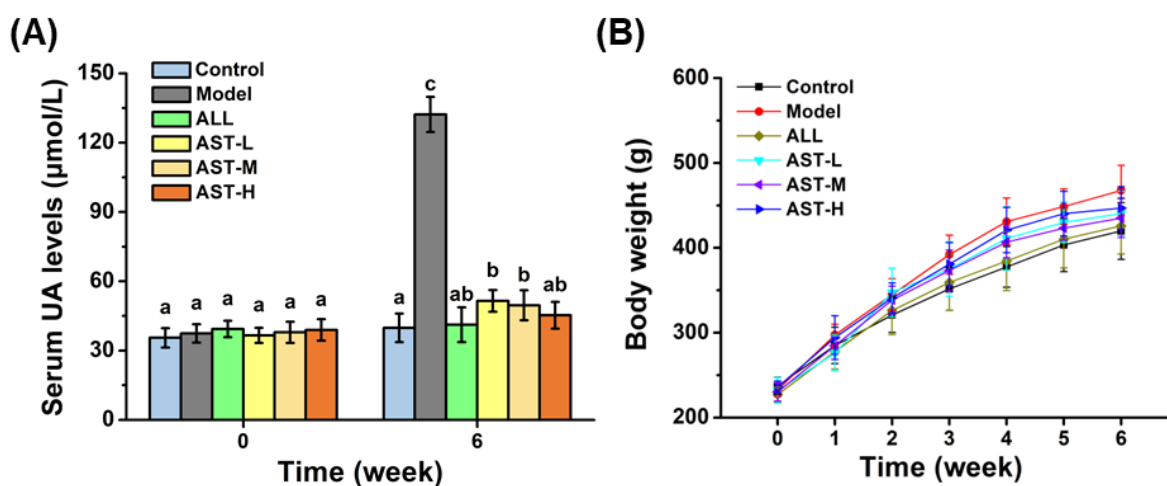 (A)
Serum UA levels (μmol/L)
150
120
90
60
30
0
Control
Model
ALL
AST-L
AST-M
AST-H
a
a
a
a
a
a
a
c
ab
b
b
ab
0
6
Time (week)
(B)
Body weight (g)
600
500
400
300
200
Control
Model
ALL
AST-L
AST-M
AST-H
0
1
2
3
4
5
6
Time (week)